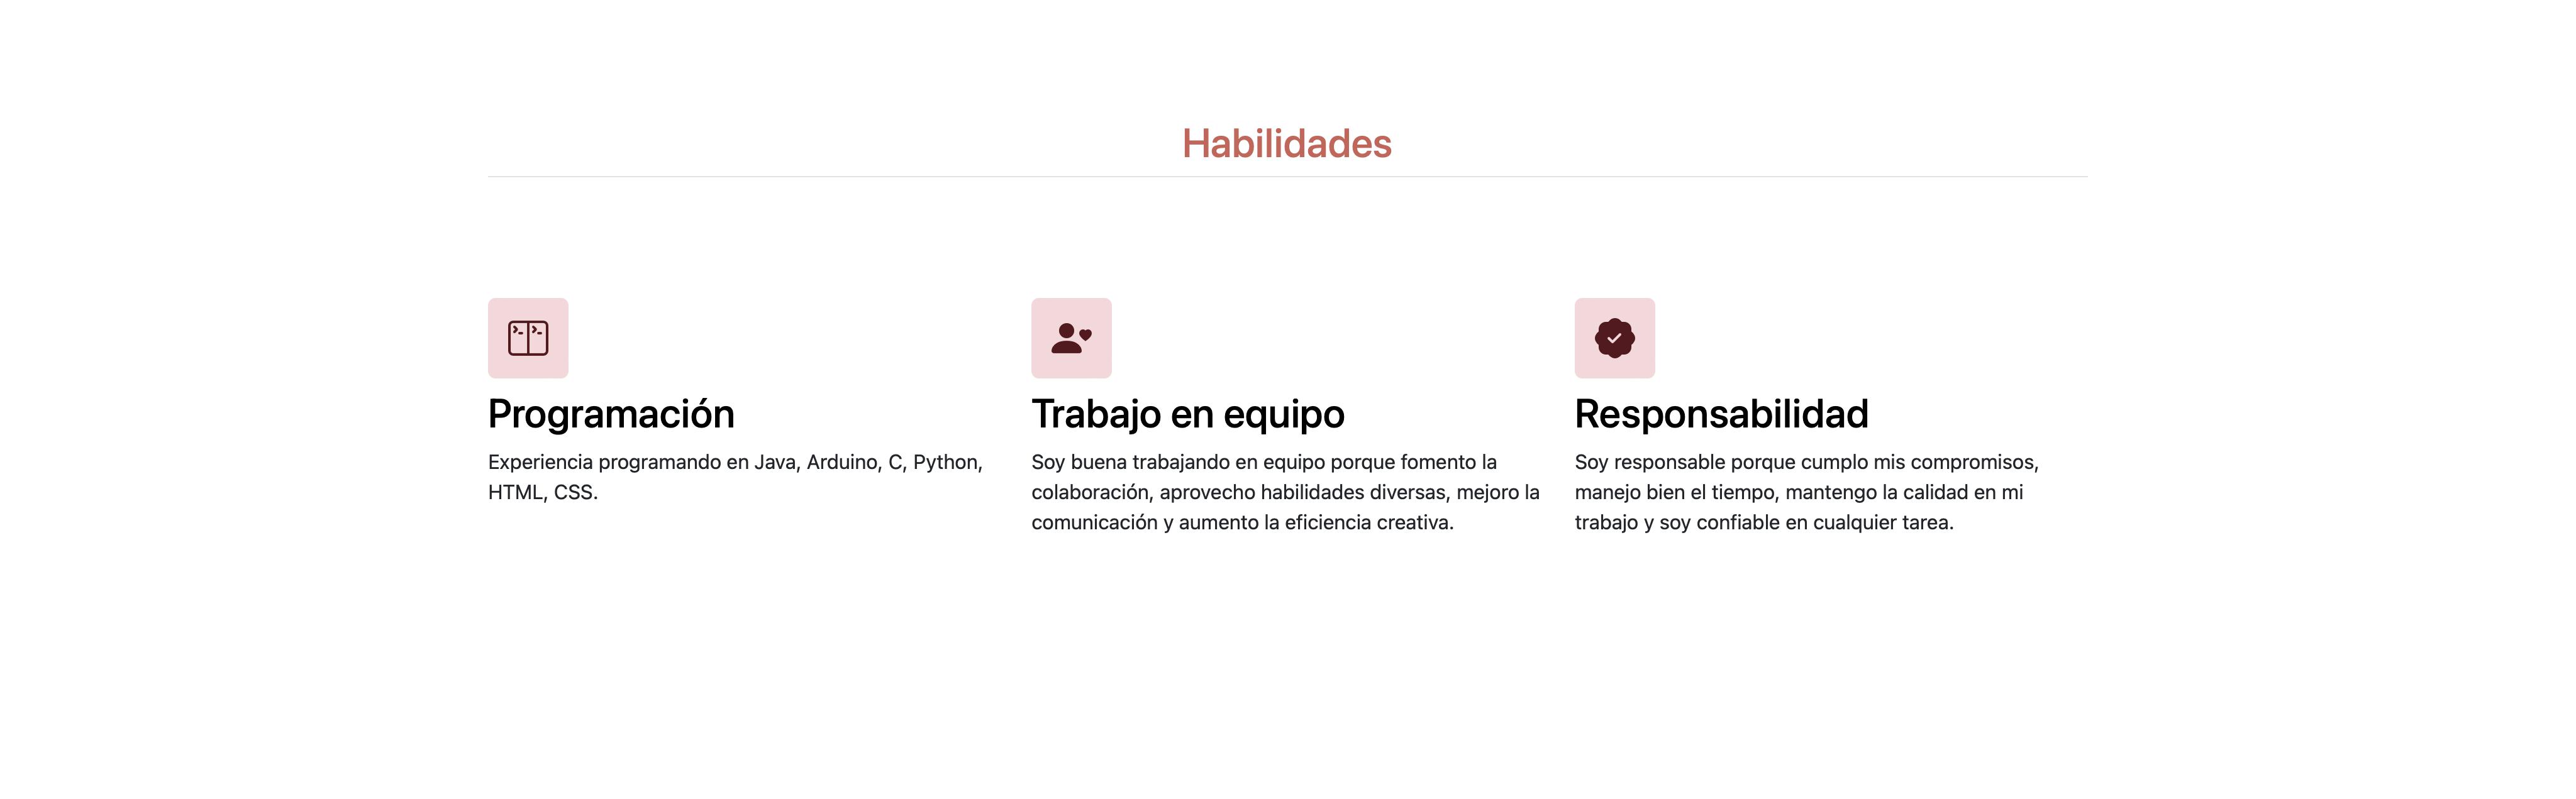 Habilidades
Programación
Experiencia programando en Java, Arduino, C, Python,
HTML, CSS.
Trabajo en equipo
Soy buena trabajando en equipo porque fomento la
colaboración, aprovecho habilidades diversas, mejoro la
comunicación y aumento la eficiencia creativa.
Responsabilidad
Soy responsable porque cumplo mis compromisos,
manejo bien el tiempo, mantengo la calidad en mi
trabajo y soy confiable en cualquier tarea.